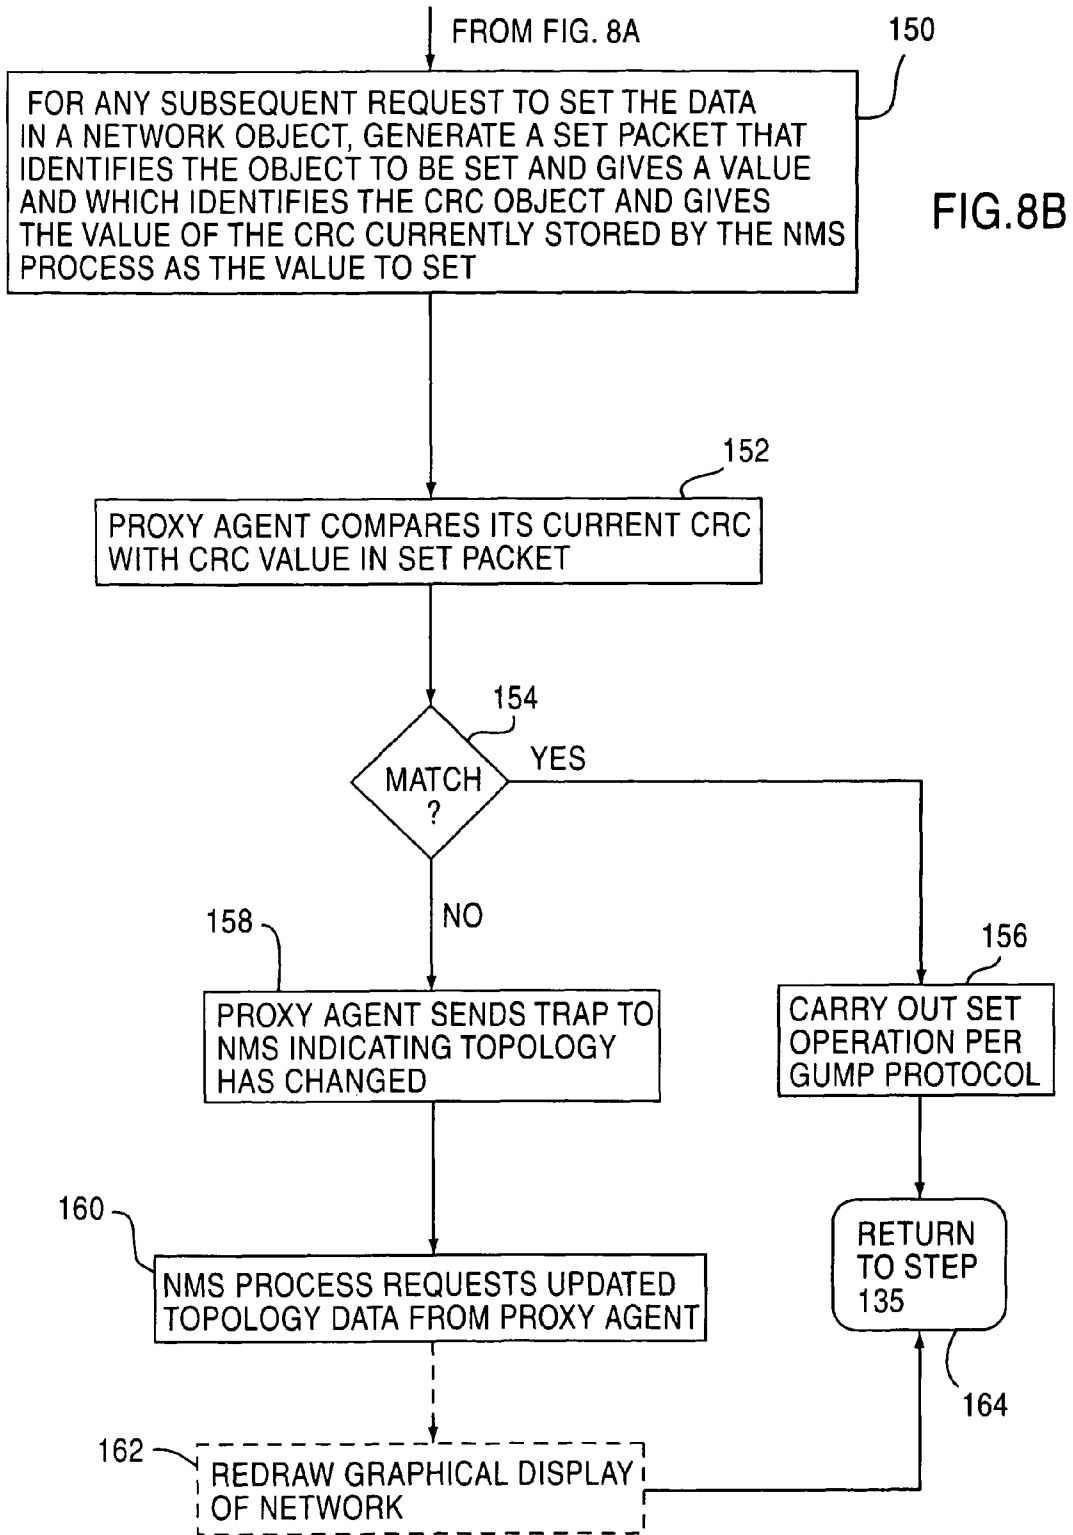 FROM FIG. 8A
150
FOR ANY SUBSEQUENT REQUEST TO SET THE DATA
IN A NETWORK OBJECT, GENERATE A SET PACKET THAT
IDENTIFIES THE OBJECT TO BE SET AND GIVES A VALUE
AND WHICH IDENTIFIES THE CRC OBJECT AND GIVES
THE VALUE OF THE CRC CURRENTLY STORED BY THE NMS
PROCESS AS THE VALUE TO SET
FIG.8B
152
PROXY AGENT COMPARES ITS CURRENT CRC
WITH CRC VALUE IN SET PACKET
154
MATCH
?
YES
NO
158
PROXY AGENT SENDS TRAP TO
NMS INDICATING TOPOLOGY
HAS CHANGED
156
CARRY OUT SET
OPERATION PER
GUMP PROTOCOL
160
NMS PROCESS REQUESTS UPDATED
TOPOLOGY DATA FROM PROXY AGENT
RETURN
TO STEP
135
164
162
REDRAW GRAPHICAL DISPLAY
OF NETWORK